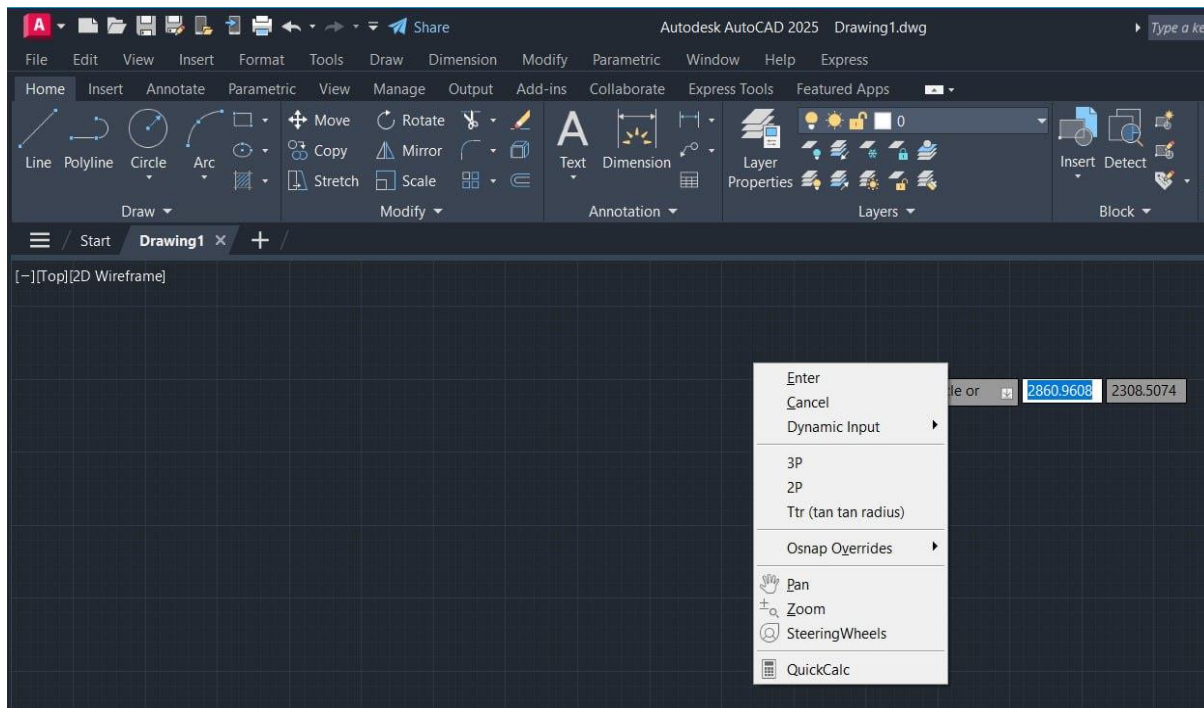 A Share Autodesk AutoCAD 2025 Drawing1.dwg Type a ke
File Edit View Insert Format Tools Draw Dimension Modify Parametric Window Help Express
Home Insert Annotate Parametric View Manage Output Add-ins Collaborate Express Tools Featured Apps
Line Polyline Circle Arc
Move Rotate
Copy Mirror
Stretch Scale
A
Text Dimension
Layer Properties
0
Insert Detect
Draw Modify Annotation Layers Block
Start Drawing1
[−][Top][2D Wireframe]
Enter
Cancel
Dynamic Input
3P
2P
Ttr (tan tan radius)
Osnap Overrides
Pan
Zoom
SteeringWheels
QuickCalc
cle or 2860.9608 2308.5074